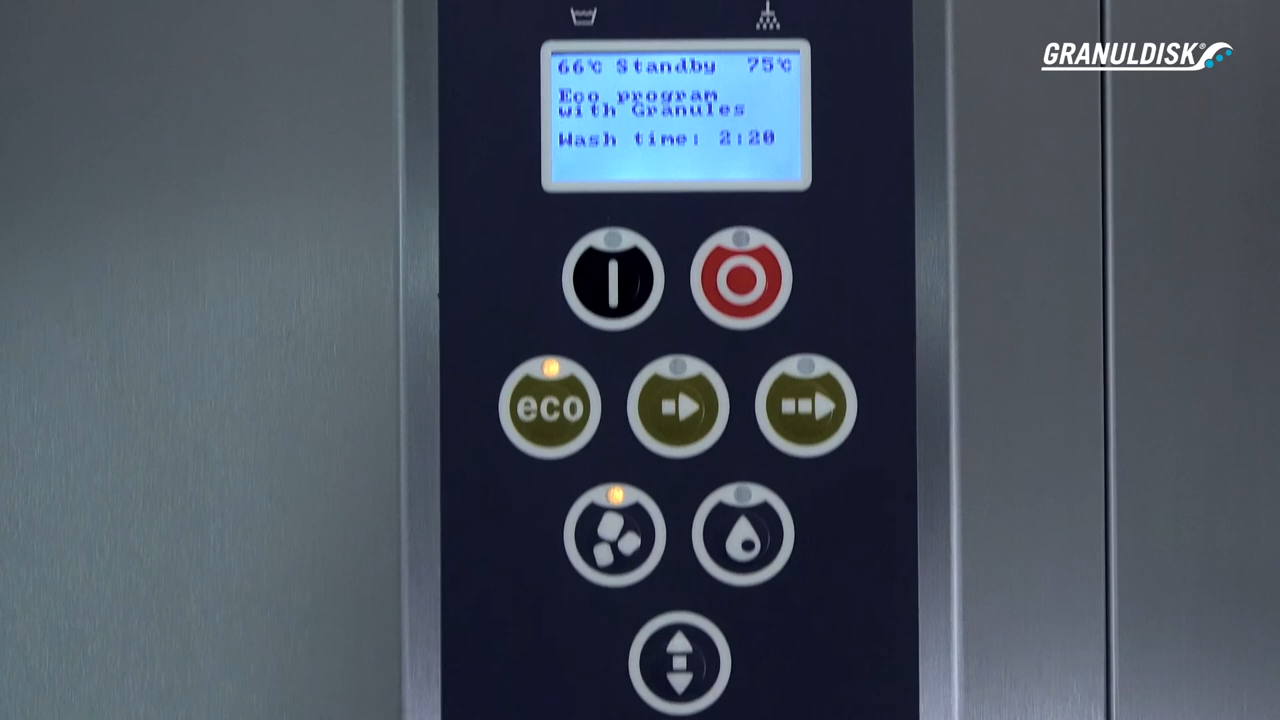 GRANULDISK®
66℃ Standby 75℃
Eco program
with Granules
Wash time: 2:20
eco